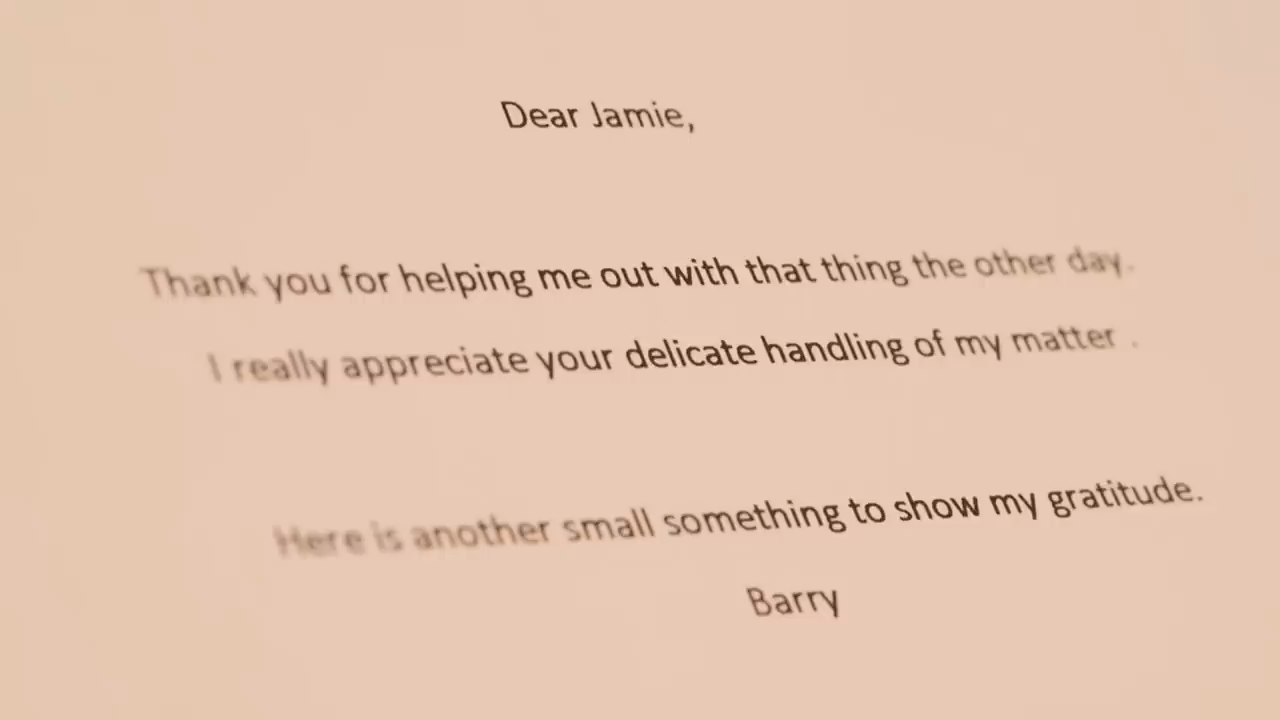 Dear Jamie,
Thank you for helping me out with that thing the other day.
I really appreciate your delicate handling of my matter .
Here is another small something to show my gratitude.
Barry